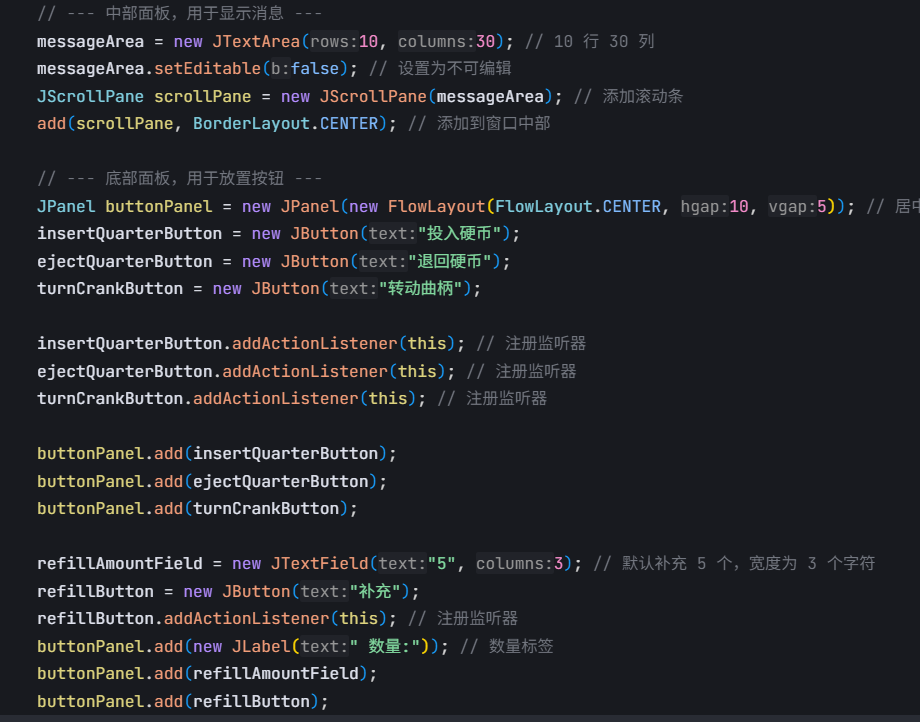 // --- 中部面板，用于显示消息 ---
messageArea = new JTextArea(rows:10, columns:30); // 10 行 30 列
messageArea.setEditable(b:false); // 设置为不可编辑
JScrollPane scrollPane = new JScrollPane(messageArea); // 添加滚动条
add(scrollPane, BorderLayout.CENTER); // 添加到窗口中部
// --- 底部面板，用于放置按钮 ---
JPanel buttonPanel = new JPanel(new FlowLayout(FlowLayout.CENTER, hgap:10, vgap:5)); // 居中
insertQuarterButton = new JButton(text:"投入硬币");
ejectQuarterButton = new JButton(text:"退回硬币");
turnCrankButton = new JButton(text:"转动曲柄");
insertQuarterButton.addActionListener(this); // 注册监听器
ejectQuarterButton.addActionListener(this); // 注册监听器
turnCrankButton.addActionListener(this); // 注册监听器
buttonPanel.add(insertQuarterButton);
buttonPanel.add(ejectQuarterButton);
buttonPanel.add(turnCrankButton);
refillAmountField = new JTextField(text:"5", columns:3); // 默认补充 5 个，宽度为 3 个字符
refillButton = new JButton(text:"补充");
refillButton.addActionListener(this); // 注册监听器
buttonPanel.add(new JLabel(text:" 数量:")); // 数量标签
buttonPanel.add(refillAmountField);
buttonPanel.add(refillButton);